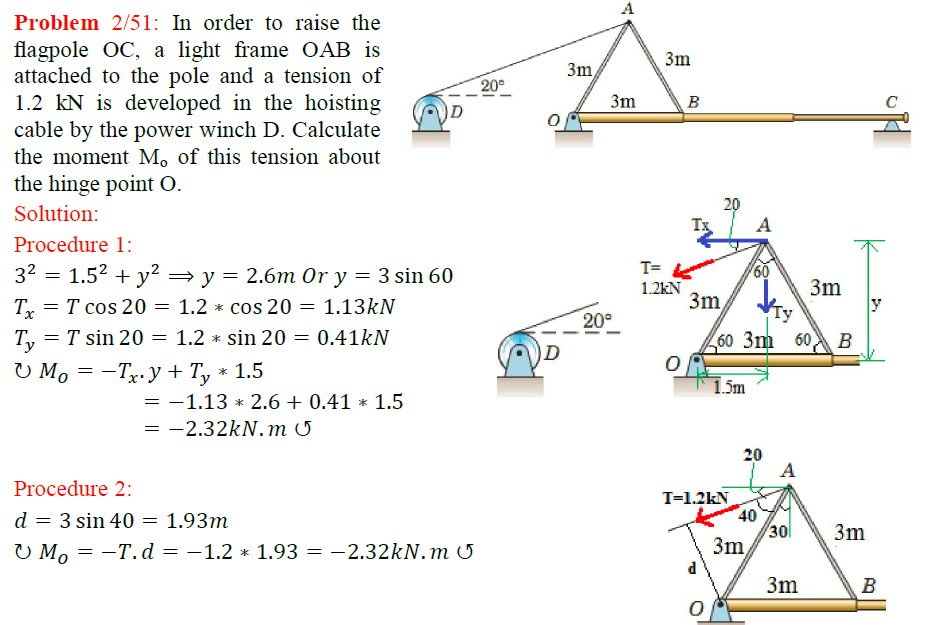 Problem 2/51: In order to raise the
flagpole OC, a light frame OAB is
attached to the pole and a tension of
1.2 kN is developed in the hoisting
cable by the power winch D. Calculate
the moment Mₒ of this tension about
the hinge point O.
Solution:
Procedure 1:
3² = 1.5² + y² ⟹ y = 2.6m Or y = 3 sin 60
Tₓ = T cos 20 = 1.2 * cos 20 = 1.13kN
T_y = T sin 20 = 1.2 * sin 20 = 0.41kN
↻ M_O = −Tₓ. y + T_y * 1.5
= −1.13 * 2.6 + 0.41 * 1.5
= −2.32kN. m ↺
Procedure 2:
d = 3 sin 40 = 1.93m
↻ M_O = −T. d = −1.2 * 1.93 = −2.32kN. m ↺
A
3m
3m
20°
3m
B
C
D
O
20
Tx
A
T=
1.2kN
60
3m
3m
Ty
y
20°
60
3m
60
B
D
O
1.5m
20
A
T=1.2kN
40
30
3m
3m
d
3m
B
O